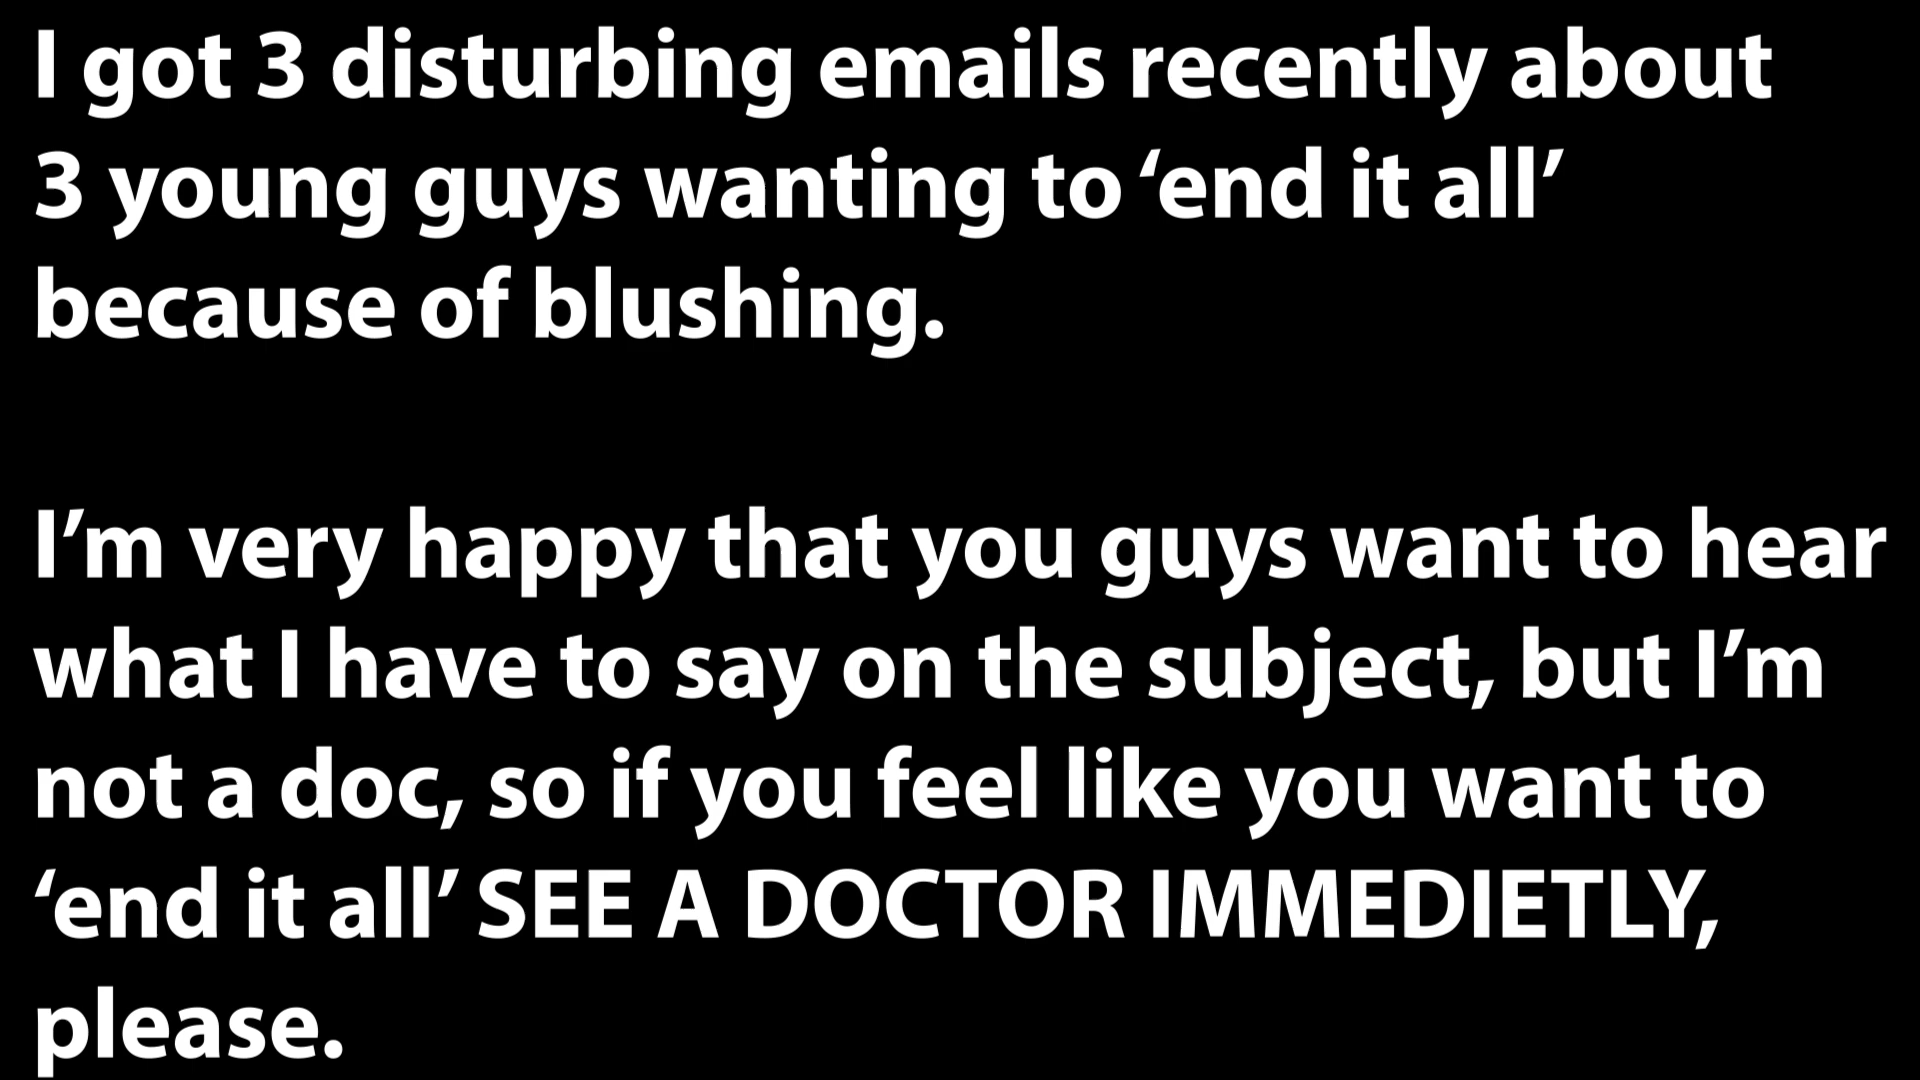 I got 3 disturbing emails recently about
3 young guys wanting to ‘end it all’
because of blushing.
I’m very happy that you guys want to hear
what I have to say on the subject, but I’m
not a doc, so if you feel like you want to
‘end it all’ SEE A DOCTOR IMMEDIETLY,
please.